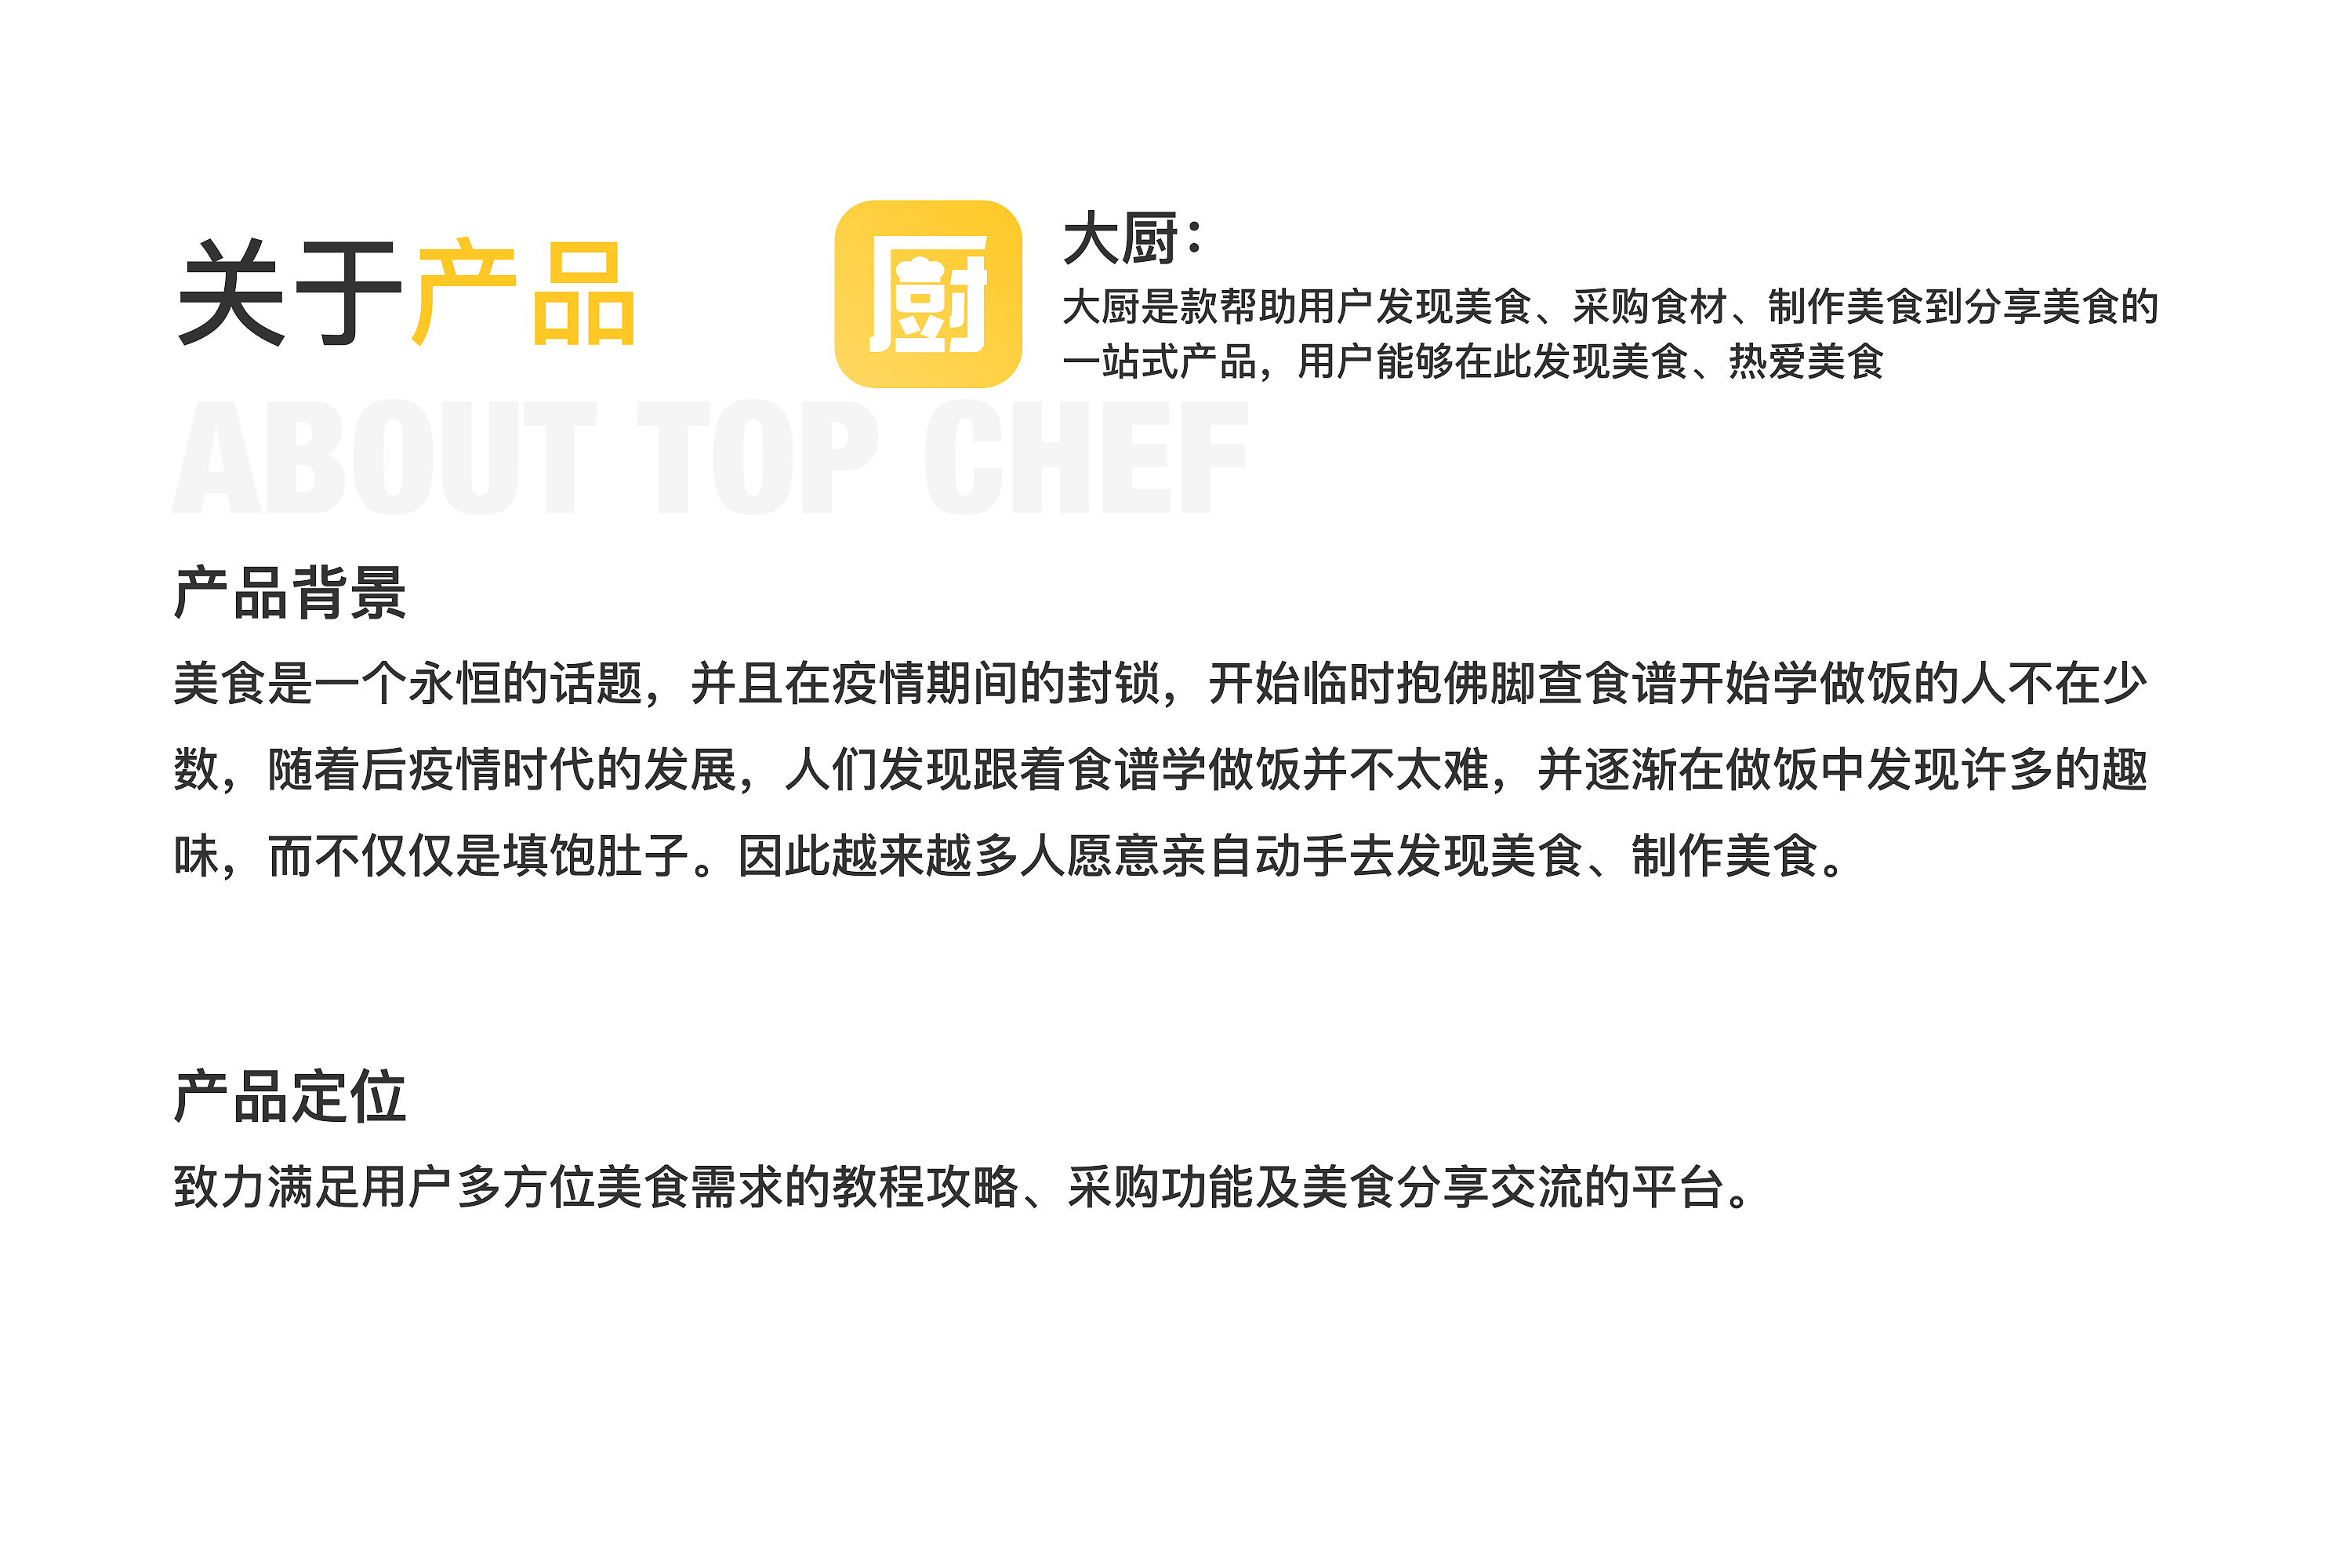 关于产品
厨
大厨：
大厨是款帮助用户发现美食、采购食材、制作美食到分享美食的
一站式产品，用户能够在此发现美食、热爱美食
ABOUT TOP CHEF
产品背景
美食是一个永恒的话题，并且在疫情期间的封锁，开始临时抱佛脚查食谱开始学做饭的人不在少
数，随着后疫情时代的发展，人们发现跟着食谱学做饭并不太难，并逐渐在做饭中发现许多的趣
味，而不仅仅是填饱肚子。因此越来越多人愿意亲自动手去发现美食、制作美食。
产品定位
致力满足用户多方位美食需求的教程攻略、采购功能及美食分享交流的平台。